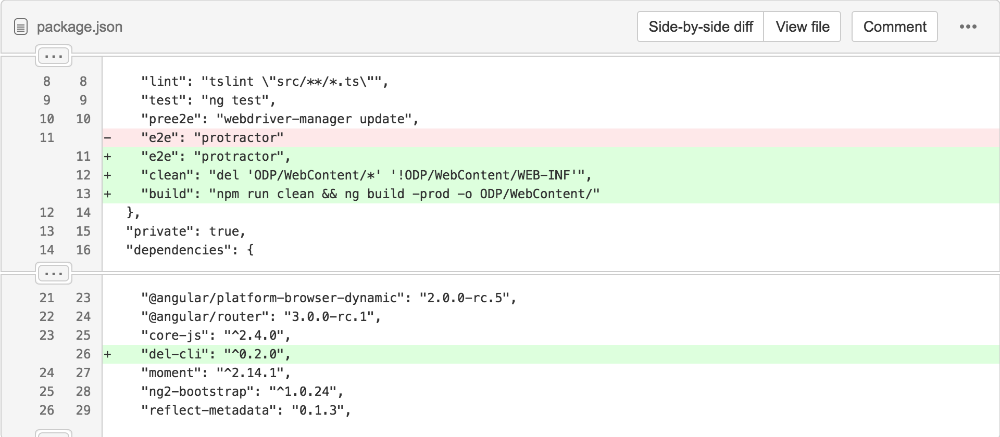 package.json
Side-by-side diff View file Comment •••
...
8 8 "lint": "tslint \"src/**/*.ts\"",
9 9 "test": "ng test",
10 10 "pree2e": "webdriver-manager update",
11 - "e2e": "protractor"
11 + "e2e": "protractor",
12 + "clean": "del 'ODP/WebContent/*' '!ODP/WebContent/WEB-INF'",
13 + "build": "npm run clean && ng build -prod -o ODP/WebContent/"
12 14 },
13 15 "private": true,
14 16 "dependencies": {
...
21 23 "@angular/platform-browser-dynamic": "2.0.0-rc.5",
22 24 "@angular/router": "3.0.0-rc.1",
23 25 "core-js": "^2.4.0",
26 + "del-cli": "^0.2.0",
24 27 "moment": "^2.14.1",
25 28 "ng2-bootstrap": "^1.0.24",
26 29 "reflect-metadata": "0.1.3",